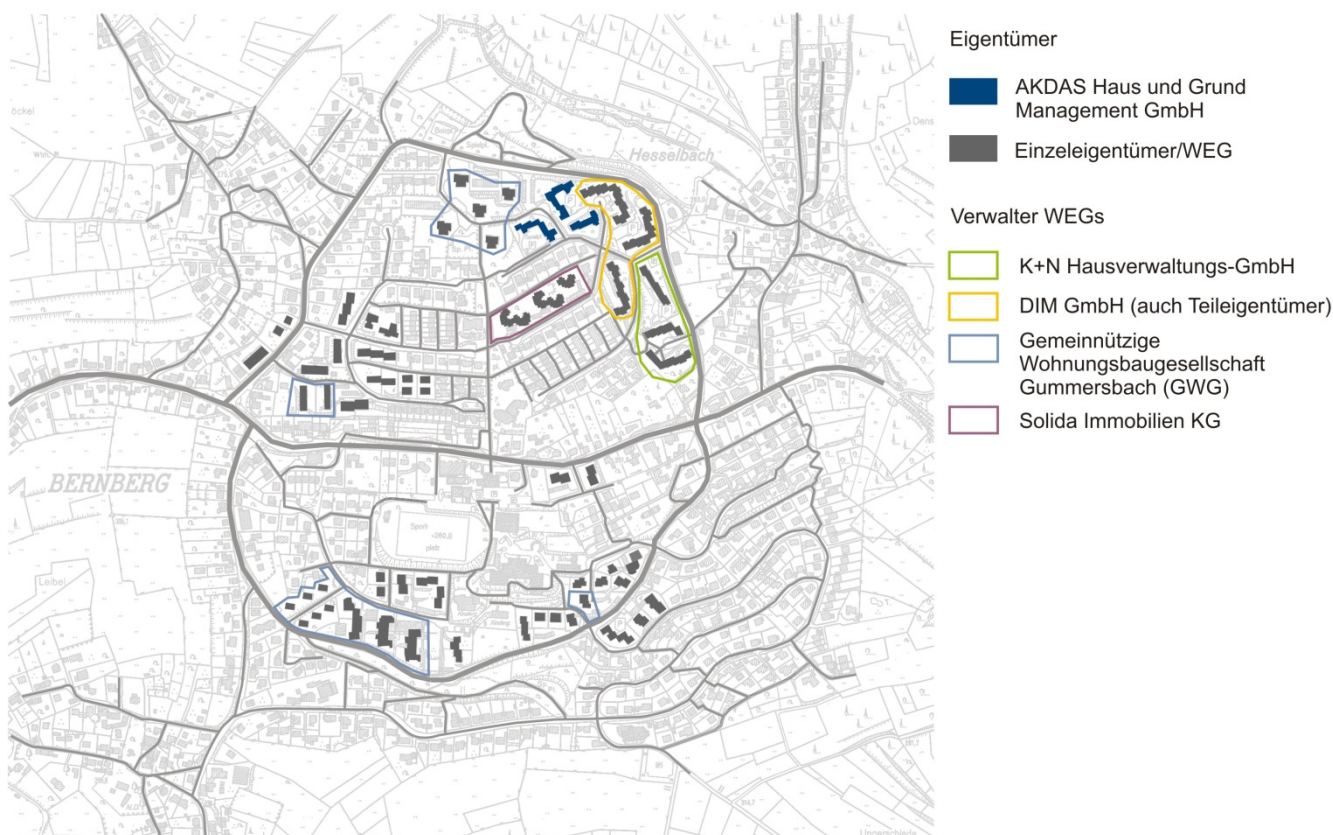 Eigentümer
AKDAS Haus und Grund
Management GmbH
Einzeleigentümer/WEG
Verwalter WEGs
K+N Hausverwaltungs-GmbH
DIM GmbH (auch Teileigentümer)
Gemeinnützige
Wohnungsbaugesellschaft
Gummersbach (GWG)
Solida Immobilien KG
Hesselbach
BERNBERG
Sport
platz
Leibel